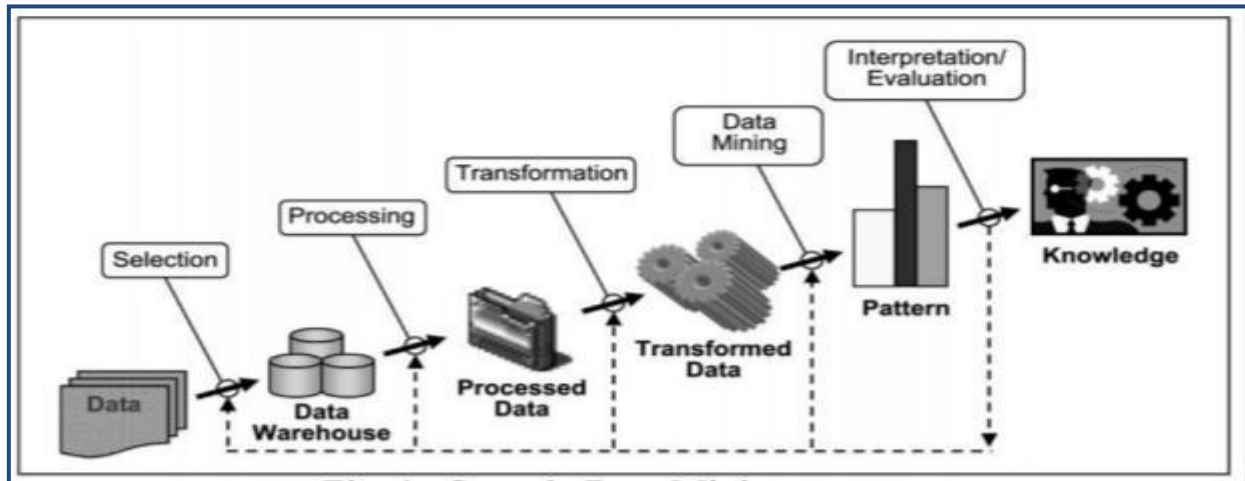 Interpretation/
Evaluation
Data
Mining
Transformation
Processing
Selection
Knowledge
Pattern
Transformed
Data
Processed
Data
Data
Warehouse
Data